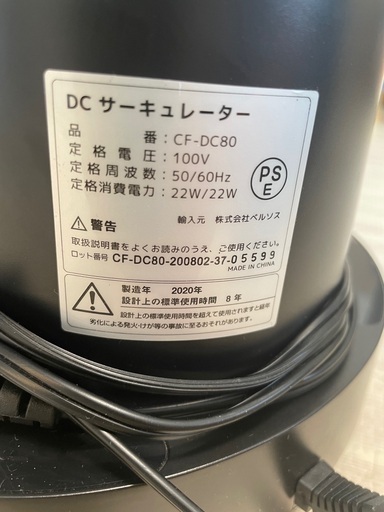 DC サーキュレーター
品番：CF-DC80
定格電圧：100V
定格周波数：50/60Hz
定格消費電力：22W/22W
PS
E
警告
輸入元 株式会社ベルソス
取扱説明書をよくお読みのうえ、ご使用ください。
ロット番号 CF-DC80-200802-37-05599
MADE IN CHINA
製造年 2020年
設計上の標準使用時間 8年
設計上の標準使用時間を超えて使用されますと経年
劣化による発火・けが等の事故に至るおそれがあります。